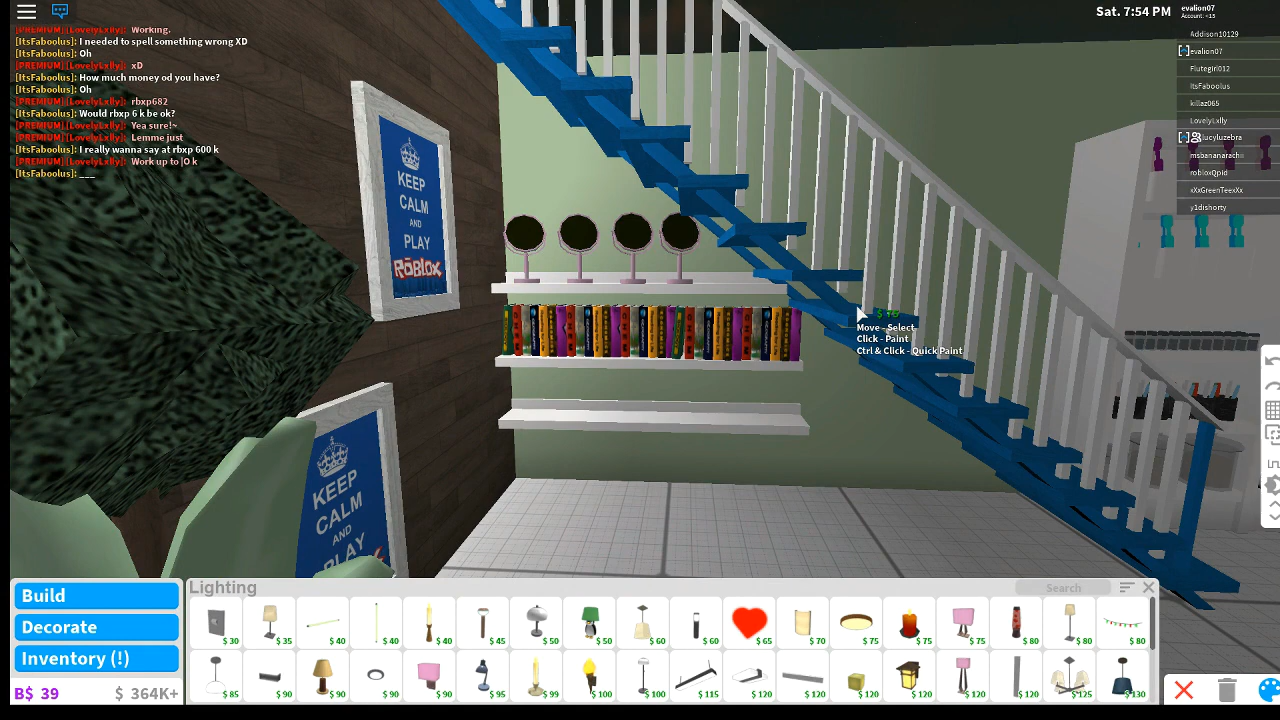 [PREMIUM] [LovelyLxlly]: Working.
[ItsFaboolus]: I needed to spell something wrong XD
[ItsFaboolus]: Oh
[PREMIUM] [LovelyLxlly]: xD
[ItsFaboolus]: How much money od you have?
[ItsFaboolus]: Oh
[PREMIUM] [LovelyLxlly]: rbxp682
[ItsFaboolus]: Would rbxp 6 k be ok?
[PREMIUM] [LovelyLxlly]: Yea sure!~
[PREMIUM] [LovelyLxlly]: Lemme just
[ItsFaboolus]: I really wanna say at rbxp 600 k
[PREMIUM] [LovelyLxlly]: Work up to |0 k
[ItsFaboolus]: ___
Sat. 7:54 PM
evalion07
Account: <13
Addison10129
evalion07
Flutegirl012
ItsFaboolus
killaz065
LovelyLxlly
lucyluzebra
msbananarachii
robloxQpid
xXxGreenTeexXx
y1dishorty
KEEP
CALM
AND
PLAY
ROBLOX
KEEP
CALM
AND
PLAY
Move - Select
Click - Paint
Ctrl & Click - Quick Paint
Build
Decorate
Inventory (!)
B$ 39 $ 364K+
Lighting
Search
$ 30 $ 35 $ 40 $ 40 $ 40 $ 45 $ 50 $ 50 $ 60 $ 60 $ 65 $ 70 $ 75 $ 75 $ 75 $ 80 $ 80 $ 80
$ 85 $ 90 $ 90 $ 90 $ 90 $ 95 $ 99 $ 100 $ 100 $ 115 $ 120 $ 120 $ 120 $ 120 $ 120 $ 120 $ 125 $ 130